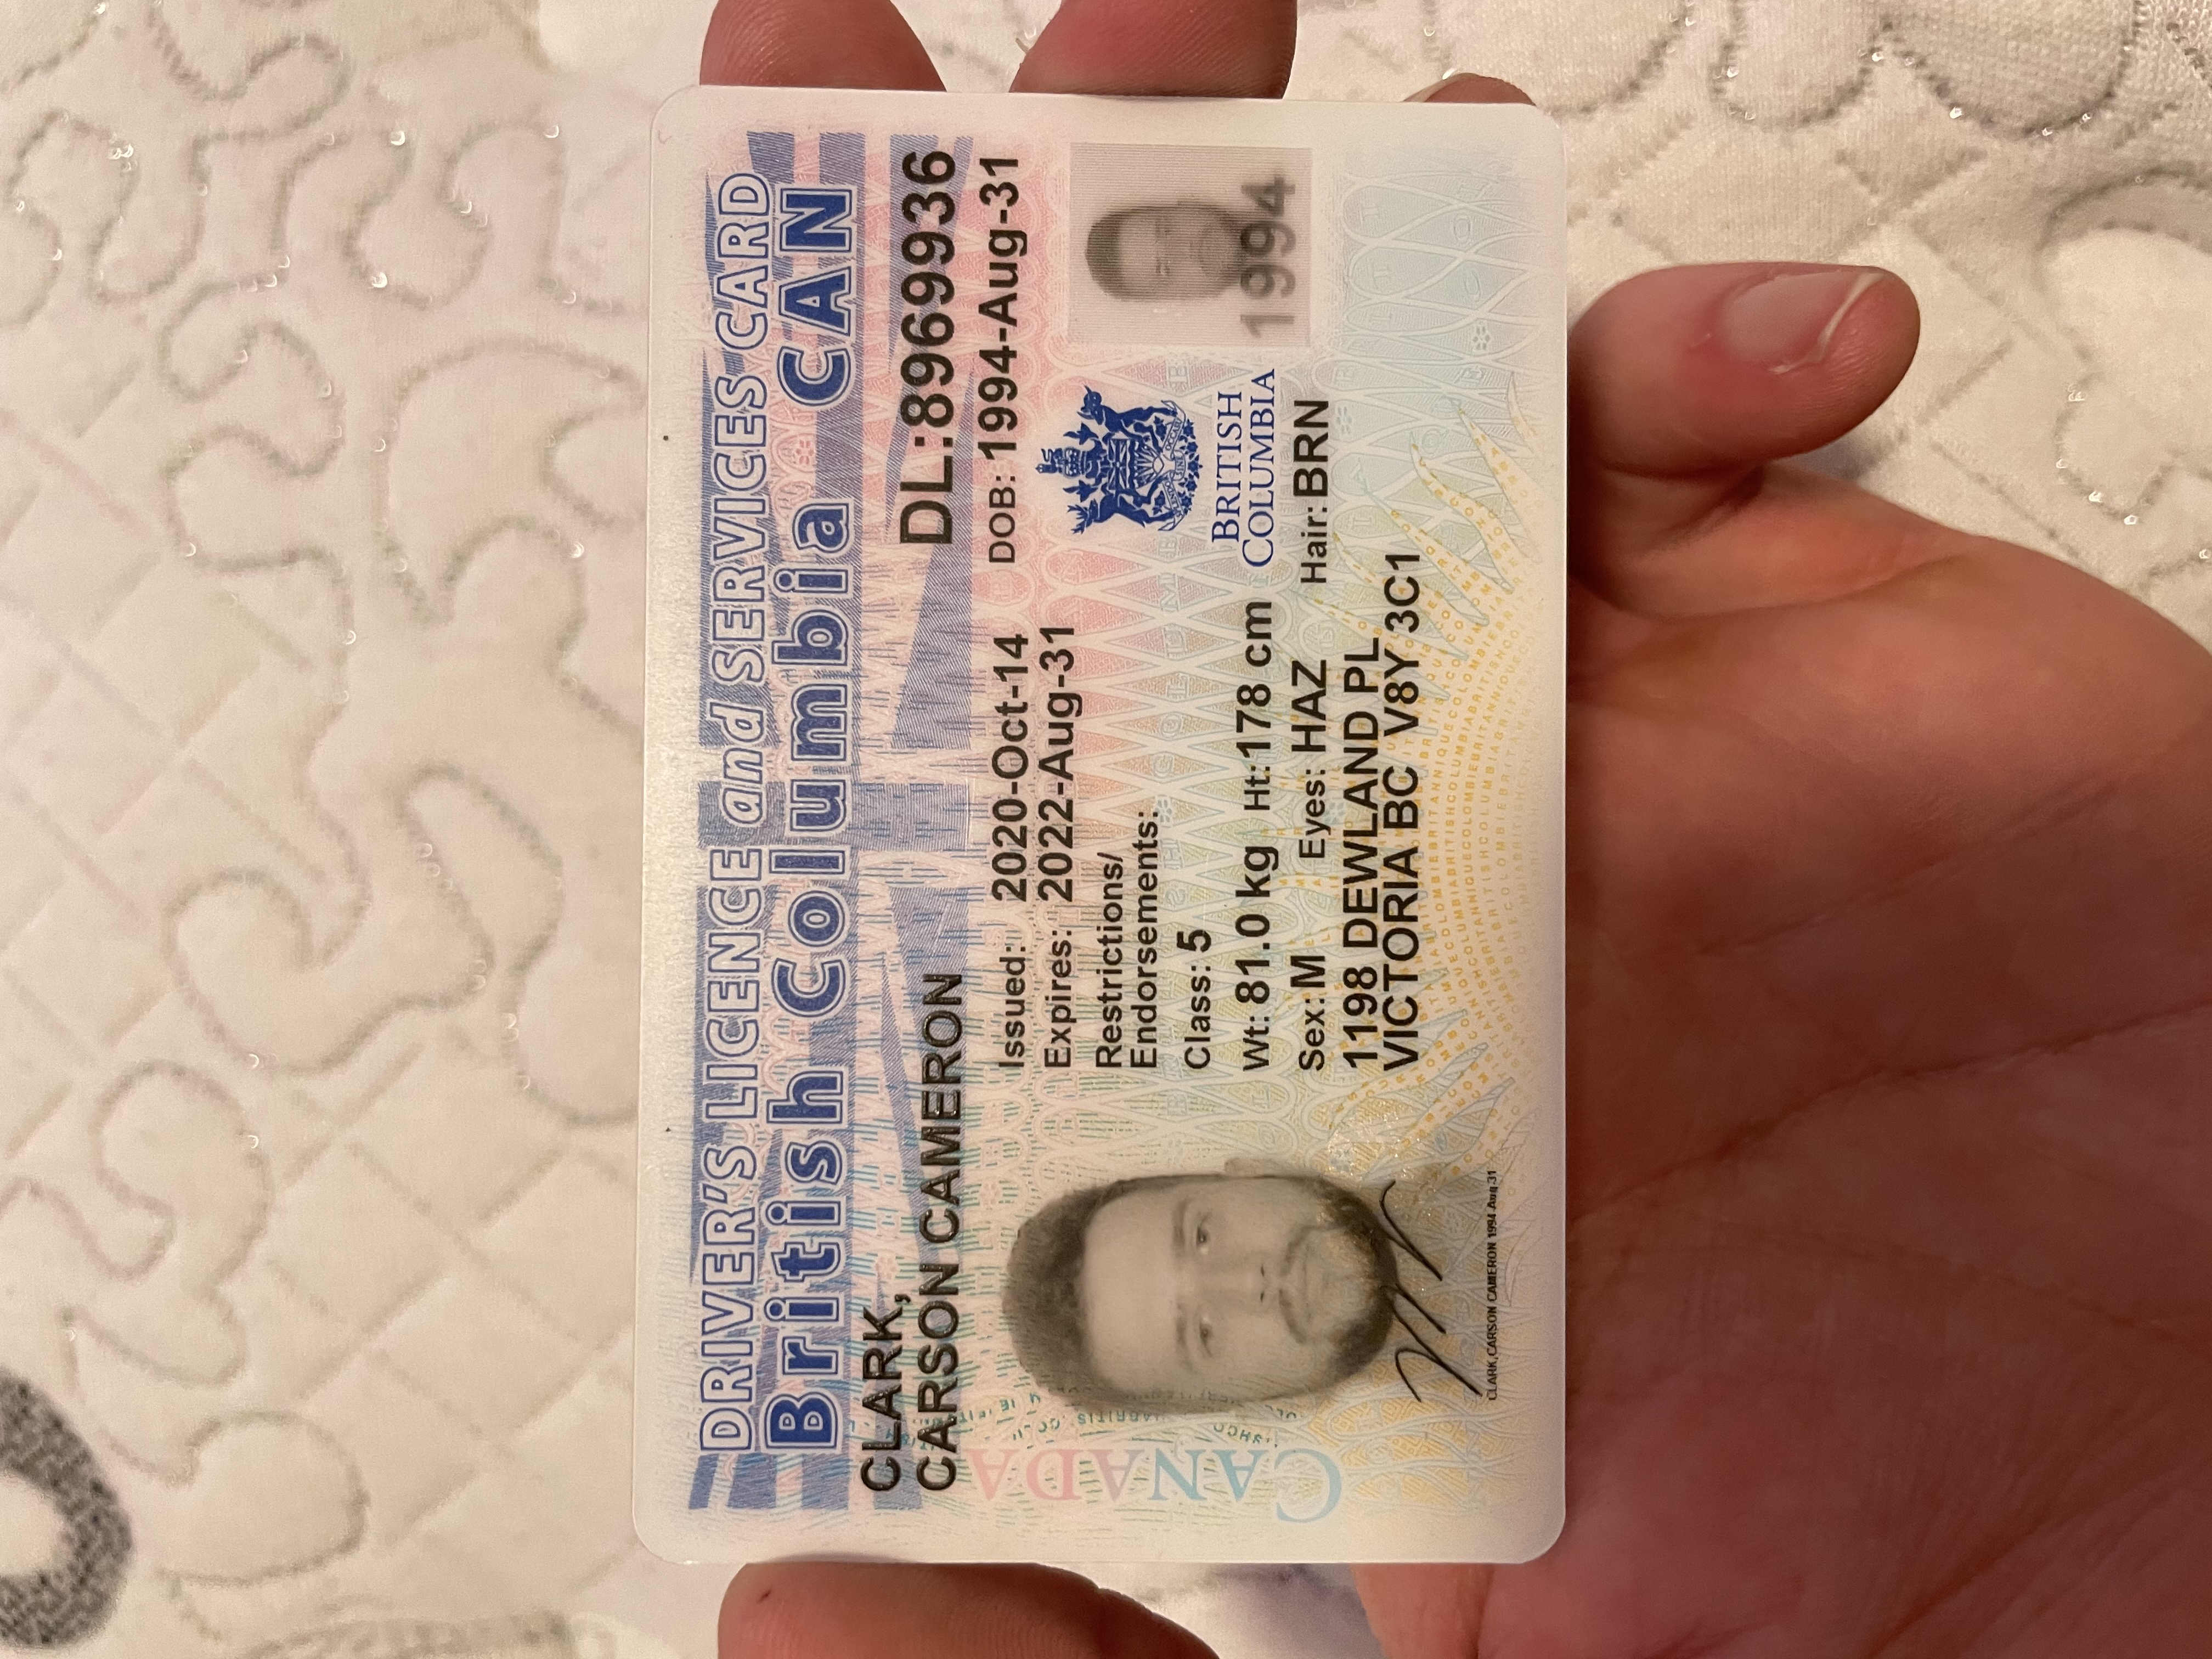 DRIVER'S LICENCE and SERVICES CARD
British Columbia CAN
CLARK,
CARSON CAMERON
DL:8969936
Issued: 2020-Oct-14
DOB: 1994-Aug-31
Expires: 2022-Aug-31
Restrictions/
Endorsements:
Class: 5
Wt: 81.0 kg Ht: 178 cm
Sex: M Eyes: HAZ Hair: BRN
1198 DEWLAND PL
VICTORIA BC V8Y 3C1
BRITISH
COLUMBIA
1994
CANADA
CLARK,CARSON CAMERON 1994-Aug-31